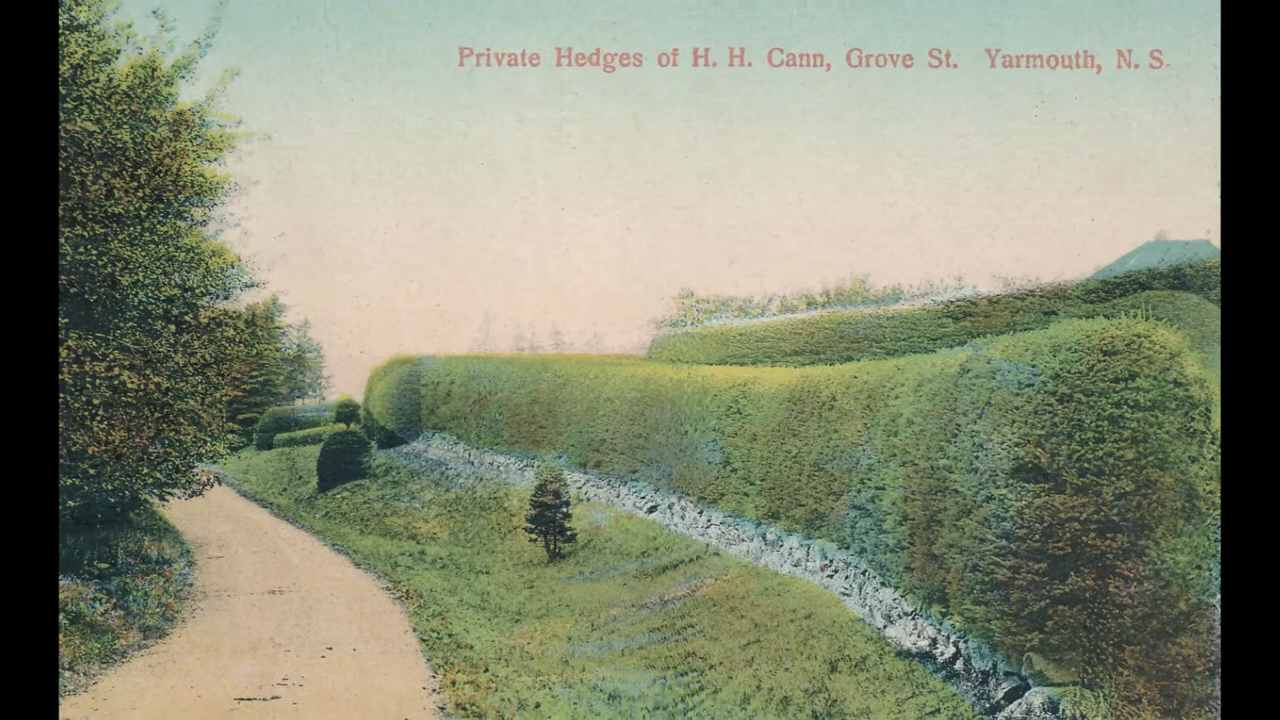 Private Hedges of H. H. Cann, Grove St. Yarmouth, N. S.